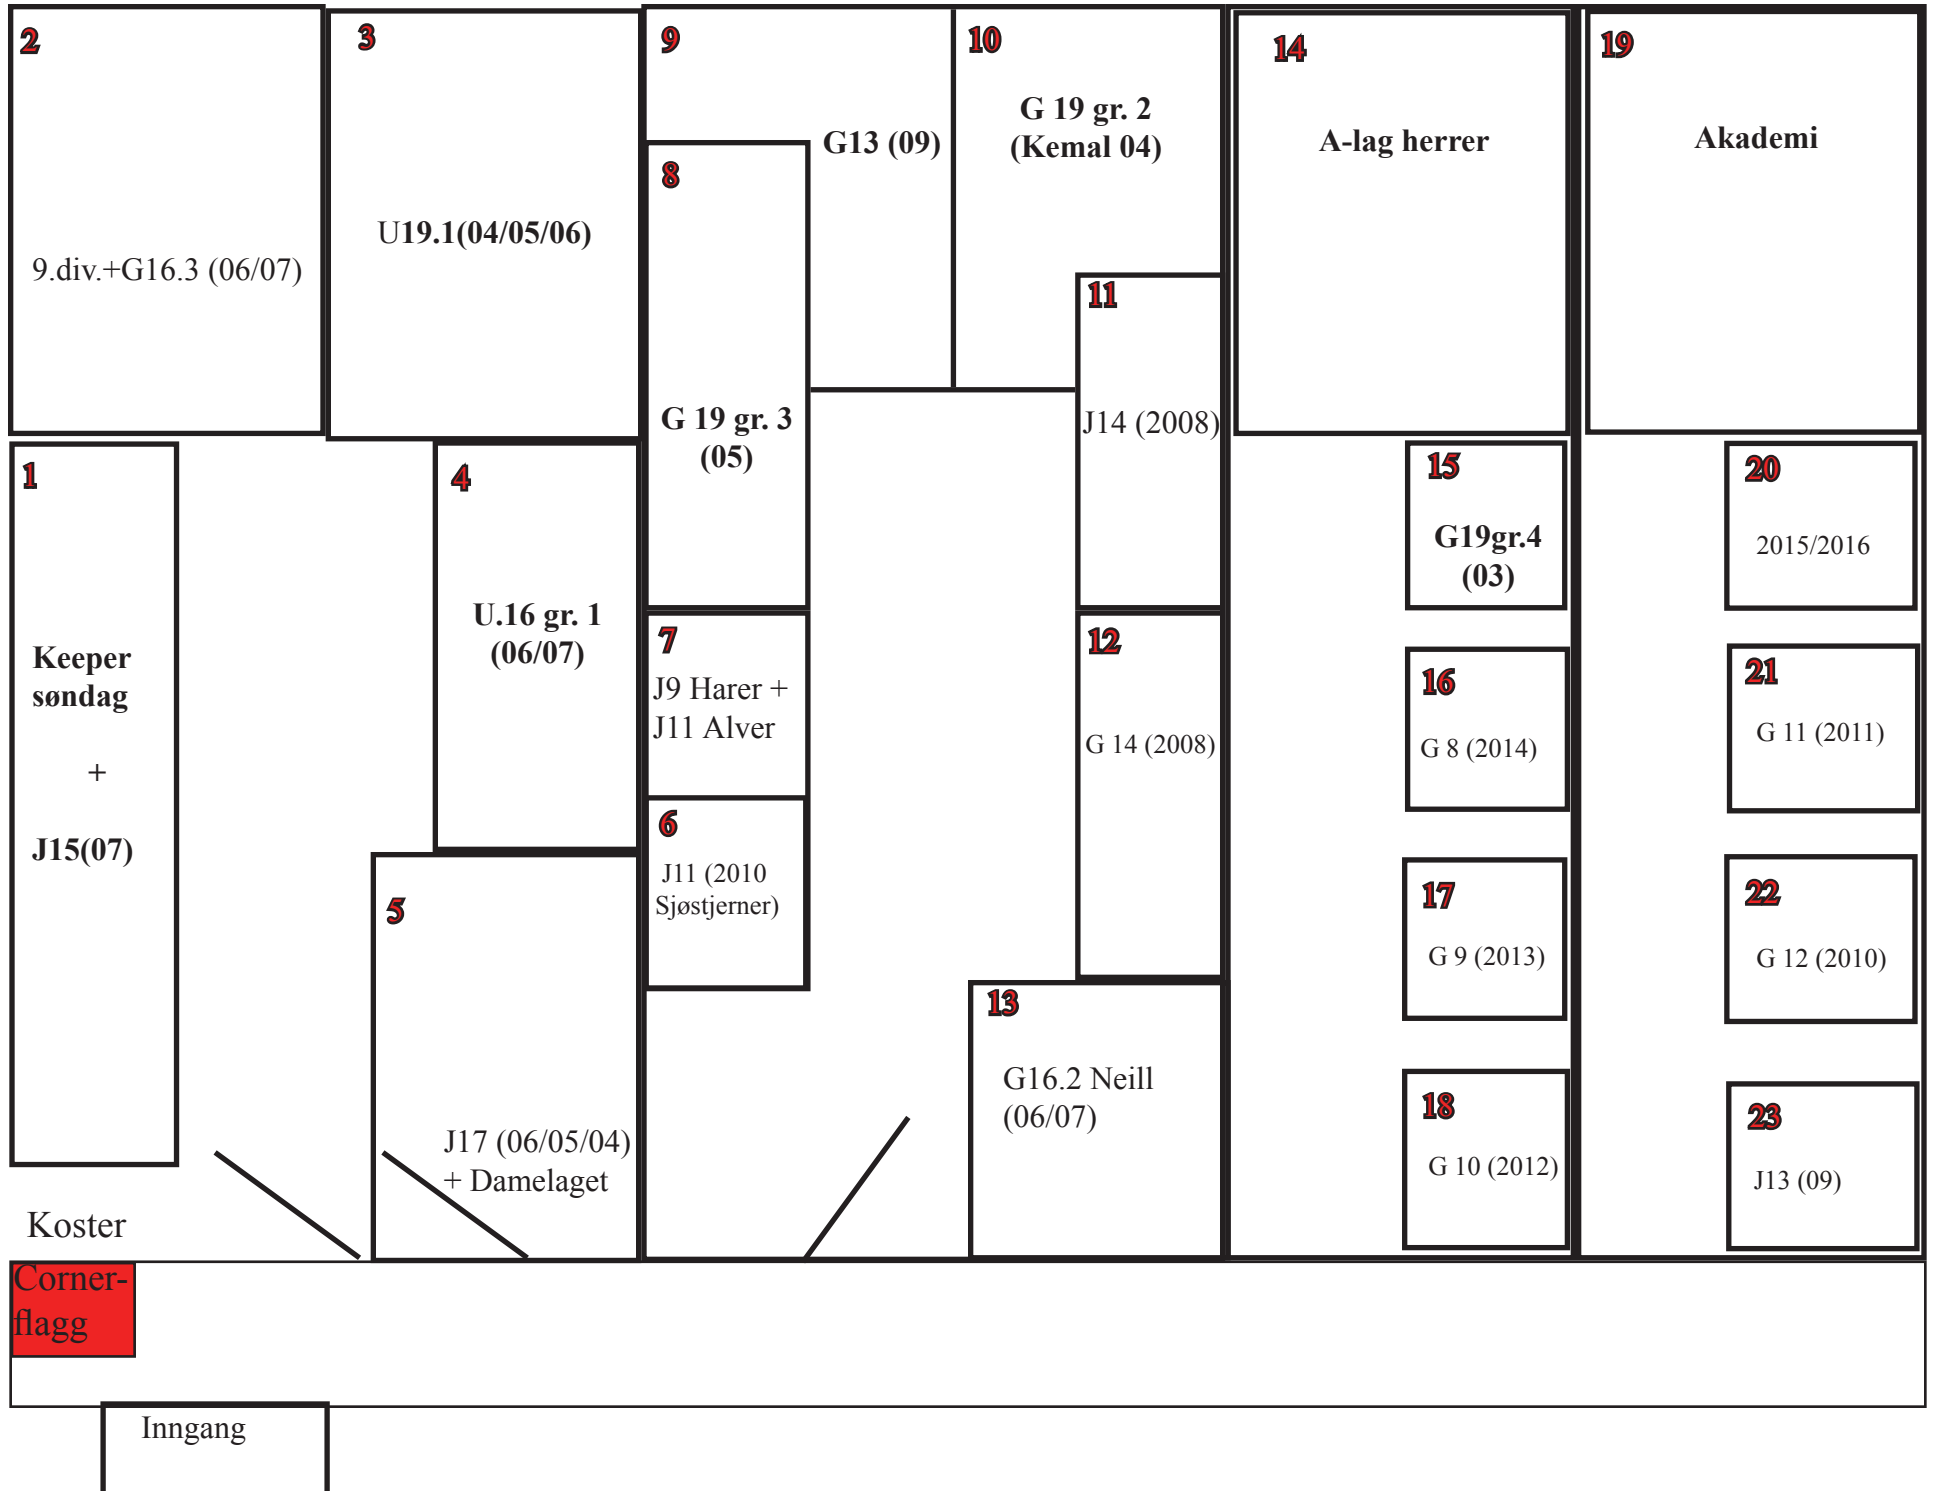 2
9.div.+G16.3 (06/07)
3
U19.1(04/05/06)
9
G13 (09)
10
G 19 gr. 2
(Kemal 04)
14
A-lag herrer
19
Akademi
8
G 19 gr. 3
(05)
11
J14 (2008)
1
Keeper
søndag
+
J15(07)
4
U.16 gr. 1
(06/07)
15
G19gr.4
(03)
20
2015/2016
7
J9 Harer +
J11 Alver
12
G 14 (2008)
16
G 8 (2014)
21
G 11 (2011)
6
J11 (2010
Sjøstjerner)
5
J17 (06/05/04)
+ Damelaget
13
G16.2 Neill
(06/07)
17
G 9 (2013)
22
G 12 (2010)
18
G 10 (2012)
23
J13 (09)
Koster
Corner-
flagg
Inngang